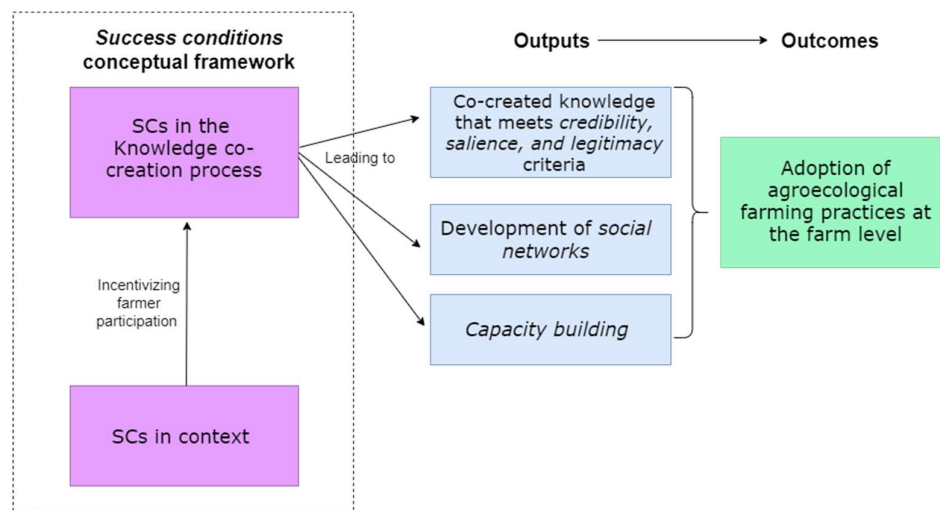 Success conditions
conceptual framework
Outputs
Outcomes
SCs in the
Knowledge co-
creation process
Leading to
Co-created knowledge
that meets credibility,
salience, and legitimacy
criteria
Development of social
networks
Capacity building
Adoption of
agroecological
farming practices at
the farm level
Incentivizing
farmer
participation
SCs in context